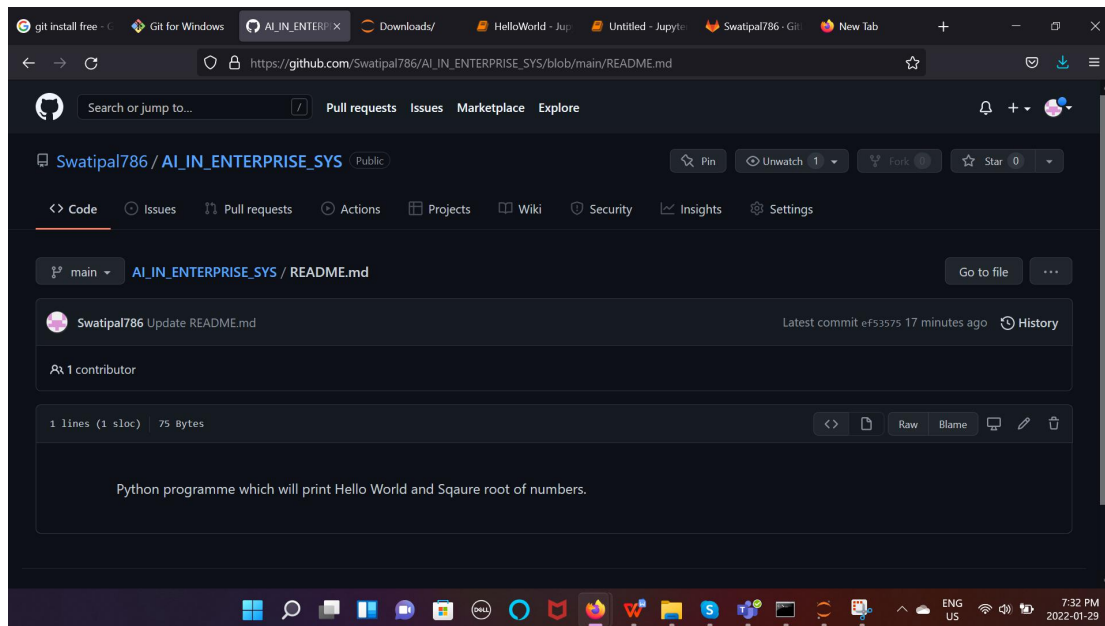 git install free - G
Git for Windows
AI_IN_ENTERPRI
Downloads/
HelloWorld - Jup
Untitled - Jupyte
Swatipal786 · Git
New Tab
https://github.com/Swatipal786/AI_IN_ENTERPRISE_SYS/blob/main/README.md
Search or jump to... / Pull requests Issues Marketplace Explore
Swatipal786 / AI_IN_ENTERPRISE_SYS Public Pin Unwatch 1 Fork 0 Star 0
Code Issues Pull requests Actions Projects Wiki Security Insights Settings
main AI_IN_ENTERPRISE_SYS / README.md Go to file ...
Swatipal786 Update README.md Latest commit ef53575 17 minutes ago History
1 contributor
1 lines (1 sloc) 75 Bytes <> Raw Blame
Python programme which will print Hello World and Sqaure root of numbers.
DELL
ENG
US
7:32 PM
2022-01-29